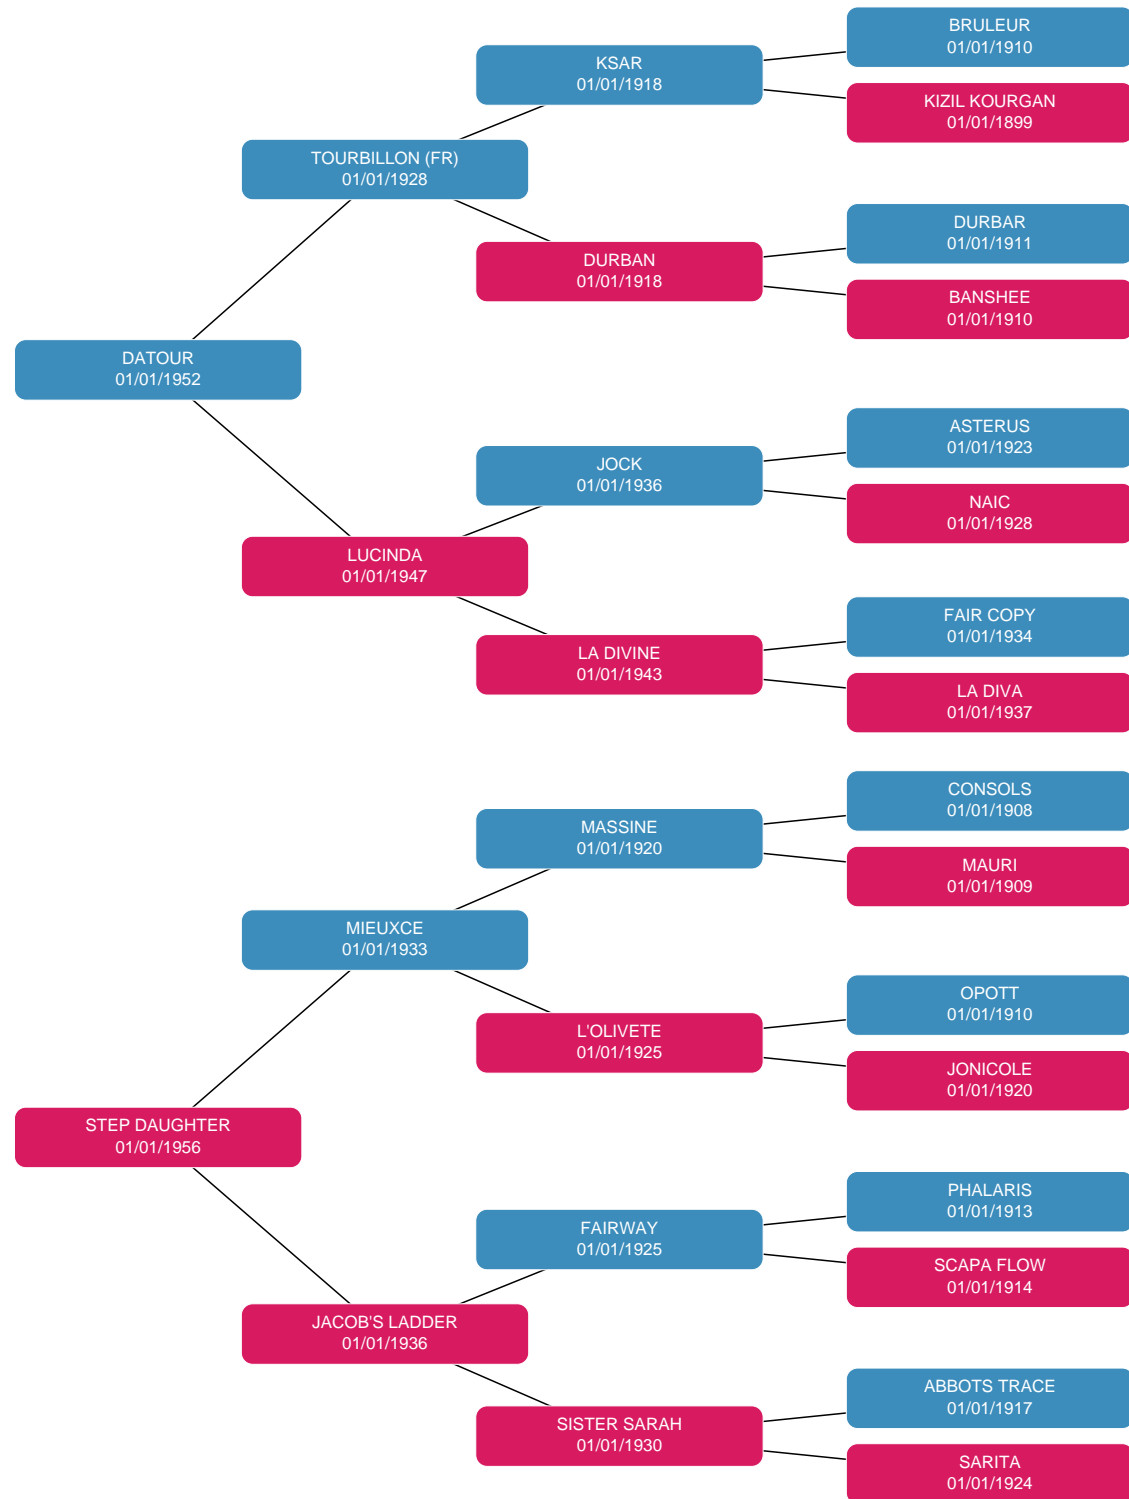 BRULEUR
01/01/1910
KSAR
01/01/1918
KIZIL KOURGAN
01/01/1899
TOURBILLON (FR)
01/01/1928
DURBAR
01/01/1911
DURBAN
01/01/1918
BANSHEE
01/01/1910
DATOUR
01/01/1952
ASTERUS
01/01/1923
JOCK
01/01/1936
NAIC
01/01/1928
LUCINDA
01/01/1947
FAIR COPY
01/01/1934
LA DIVINE
01/01/1943
LA DIVA
01/01/1937
CONSOLS
01/01/1908
MASSINE
01/01/1920
MAURI
01/01/1909
MIEUXCE
01/01/1933
OPOTT
01/01/1910
L'OLIVETE
01/01/1925
JONICOLE
01/01/1920
STEP DAUGHTER
01/01/1956
PHALARIS
01/01/1913
FAIRWAY
01/01/1925
SCAPA FLOW
01/01/1914
JACOB'S LADDER
01/01/1936
ABBOTS TRACE
01/01/1917
SISTER SARAH
01/01/1930
SARITA
01/01/1924